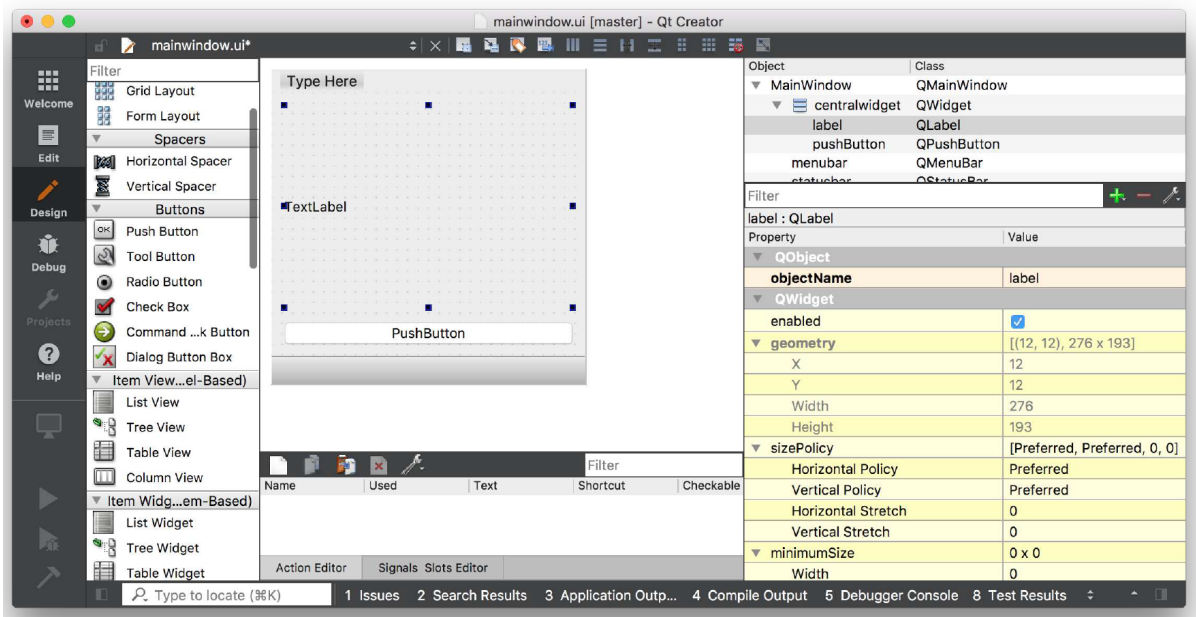 mainwindow.ui [master] - Qt Creator
mainwindow.ui*
Welcome
Edit
Design
Debug
Projects
Help
Filter
Grid Layout
Form Layout
Spacers
Horizontal Spacer
Vertical Spacer
Buttons
OK
Push Button
Tool Button
Radio Button
Check Box
Command ...k Button
Dialog Button Box
Item View...el-Based)
List View
Tree View
Table View
Column View
Item Widg...em-Based)
List Widget
Tree Widget
Table Widget
Type Here
TextLabel
PushButton
Filter
Name Used Text Shortcut Checkable
Action Editor Signals Slots Editor
Object Class
MainWindow QMainWindow
centralwidget QWidget
label QLabel
pushButton QPushButton
menubar QMenuBar
statusbar QStatusBar
Filter
label : QLabel
Property Value
QObject
objectName label
QWidget
enabled
geometry [(12, 12), 276 x 193]
X 12
Y 12
Width 276
Height 193
sizePolicy [Preferred, Preferred, 0, 0]
Horizontal Policy Preferred
Vertical Policy Preferred
Horizontal Stretch 0
Vertical Stretch 0
minimumSize 0 x 0
Width 0
Type to locate (⌘K) 1 Issues 2 Search Results 3 Application Outp... 4 Compile Output 5 Debugger Console 8 Test Results